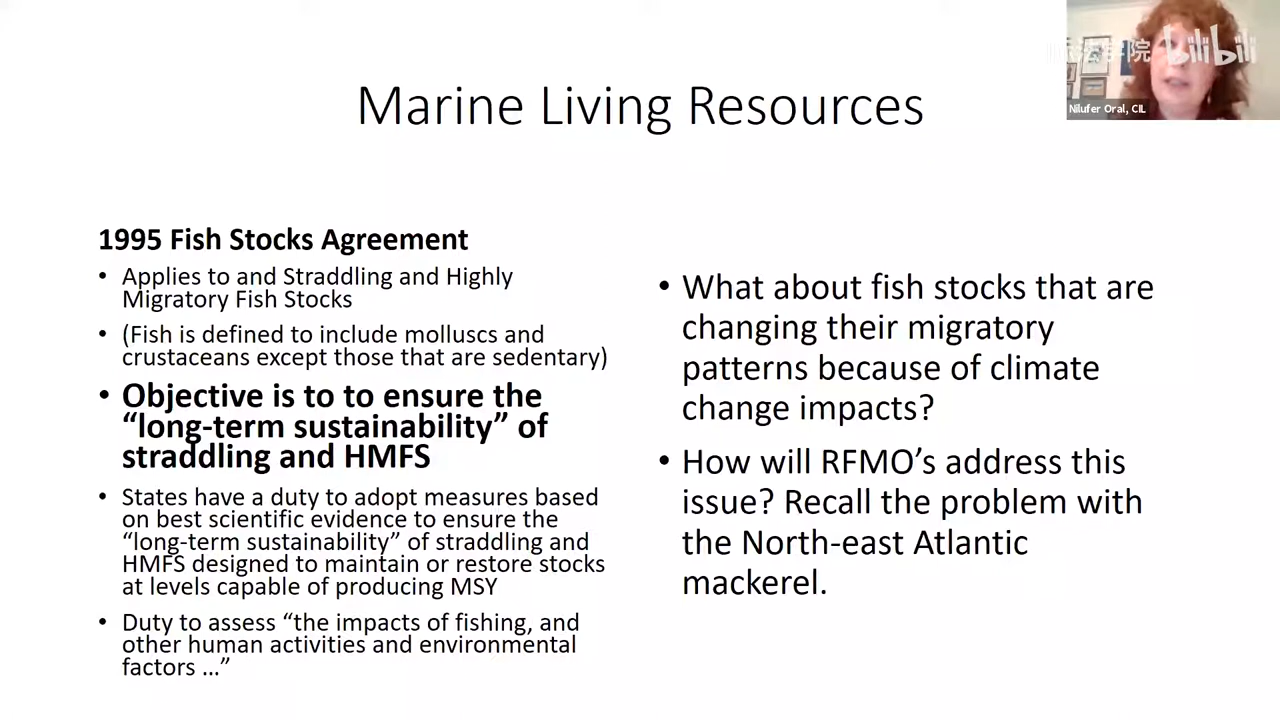 法学院 bilibili
Nilufer Oral, CIL
Marine Living Resources
1995 Fish Stocks Agreement
• Applies to and Straddling and Highly
Migratory Fish Stocks
• (Fish is defined to include molluscs and
crustaceans except those that are sedentary)
• Objective is to to ensure the
“long-term sustainability” of
straddling and HMFS
• States have a duty to adopt measures based
on best scientific evidence to ensure the
“long-term sustainability” of straddling and
HMFS designed to maintain or restore stocks
at levels capable of producing MSY
• Duty to assess “the impacts of fishing, and
other human activities and environmental
factors …”
• What about fish stocks that are
changing their migratory
patterns because of climate
change impacts?
• How will RFMO’s address this
issue? Recall the problem with
the North-east Atlantic
mackerel.